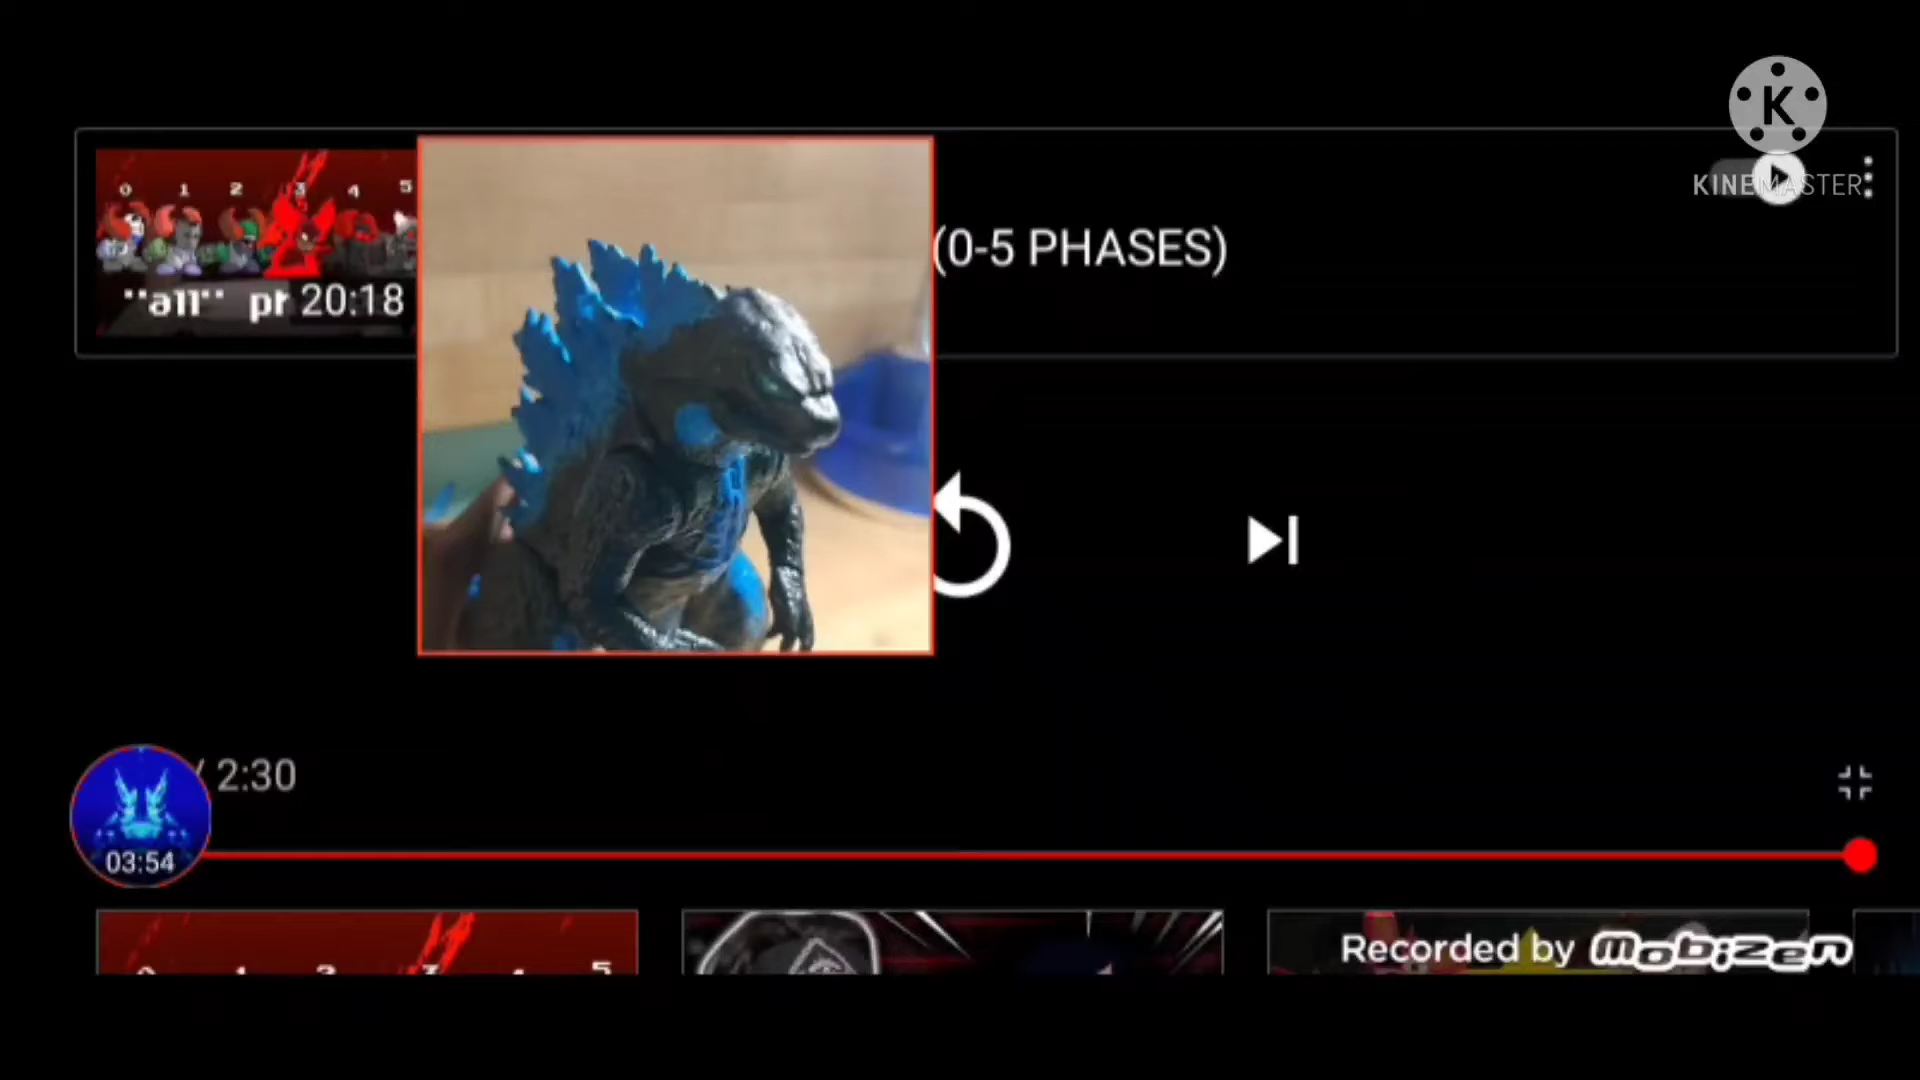 K
KINEMASTER
0 1 2 3 4 5
(0-5 PHASES)
"all" pr 20:18
/ 2:30
03:54
5
Recorded by mobizen